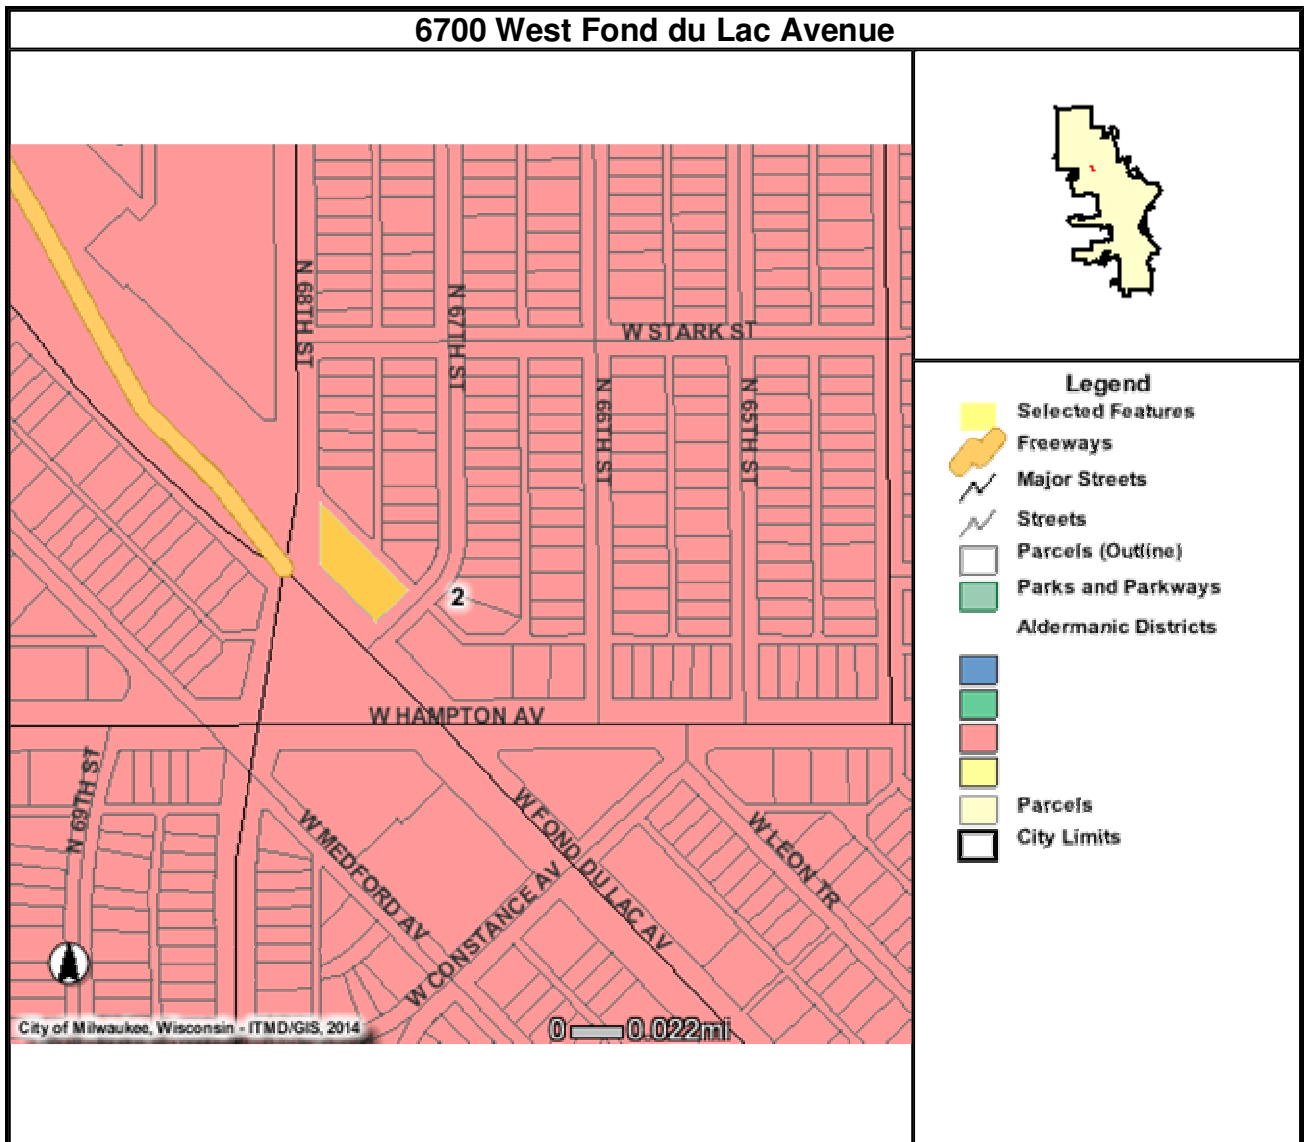 6700 West Fond du Lac Avenue
N 68TH ST
N 67TH ST
W STARK ST
N 66TH ST
N 65TH ST
2
W HAMPTON AV
N 69TH ST
W MEDFORD AV
W FOND DU LAC AV
W CONSTANCE AV
W LEON TR
City of Milwaukee, Wisconsin - ITMD/GIS, 2014
0 0.022mi
Legend
Selected Features
Freeways
Major Streets
Streets
Parcels (Outline)
Parks and Parkways
Aldermanic Districts
Parcels
City Limits